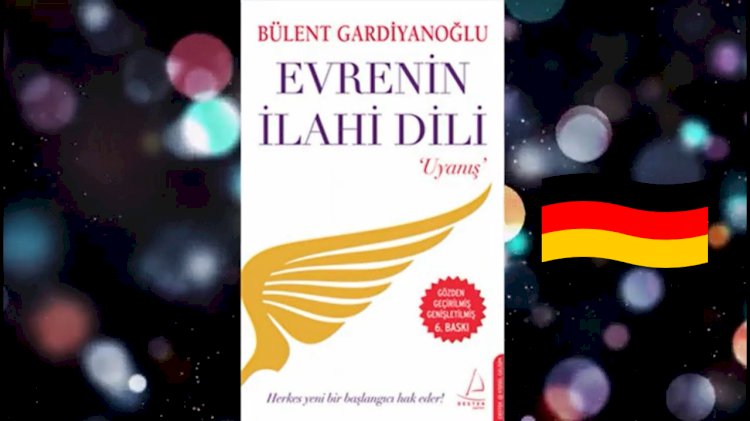 BÜLENT GARDİYANOĞLU
EVRENİN
İLAHİ DİLİ
‘Uyanış’
GÖZDEN
GEÇİRİLMİŞ
GENİŞLETİLMİŞ
6. BASKI
Herkes yeni bir başlangıcı hak eder!
DESTEK